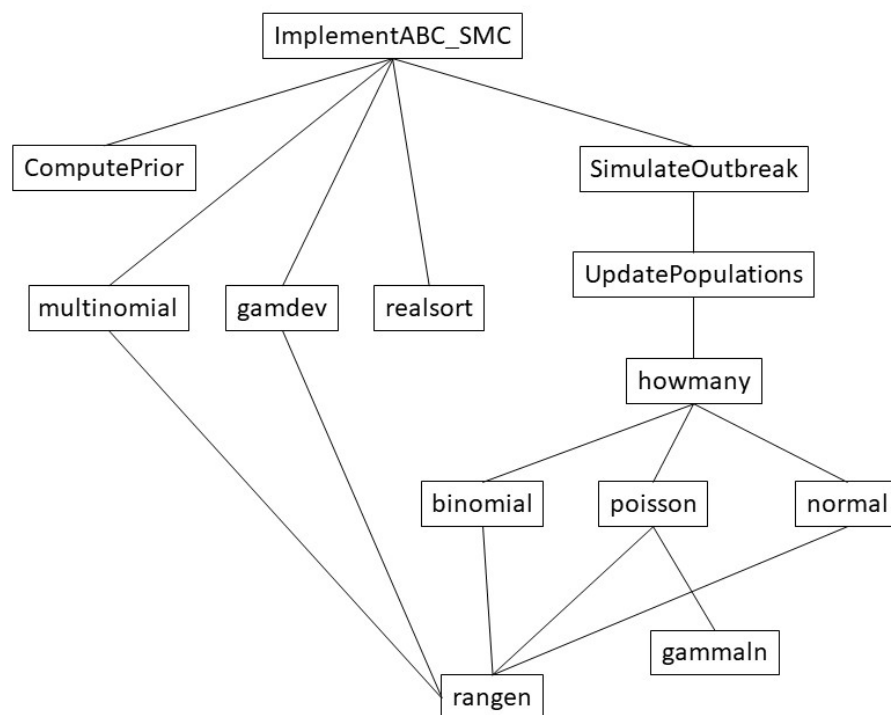 ImplementABC_SMC
ComputePrior
SimulateOutbreak
UpdatePopulations
multinomial
gamdev
realsort
howmany
binomial
poisson
normal
gammaln
rangen